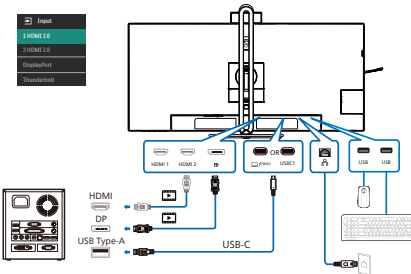 Input
1 HDMI 2.0
2 HDMI 2.0
DisplayPort
Thunderbolt
HDMI 1
HDMI 2
OR
USBC1
USB
USB
HDMI
DP
USB Type-A
USB-C